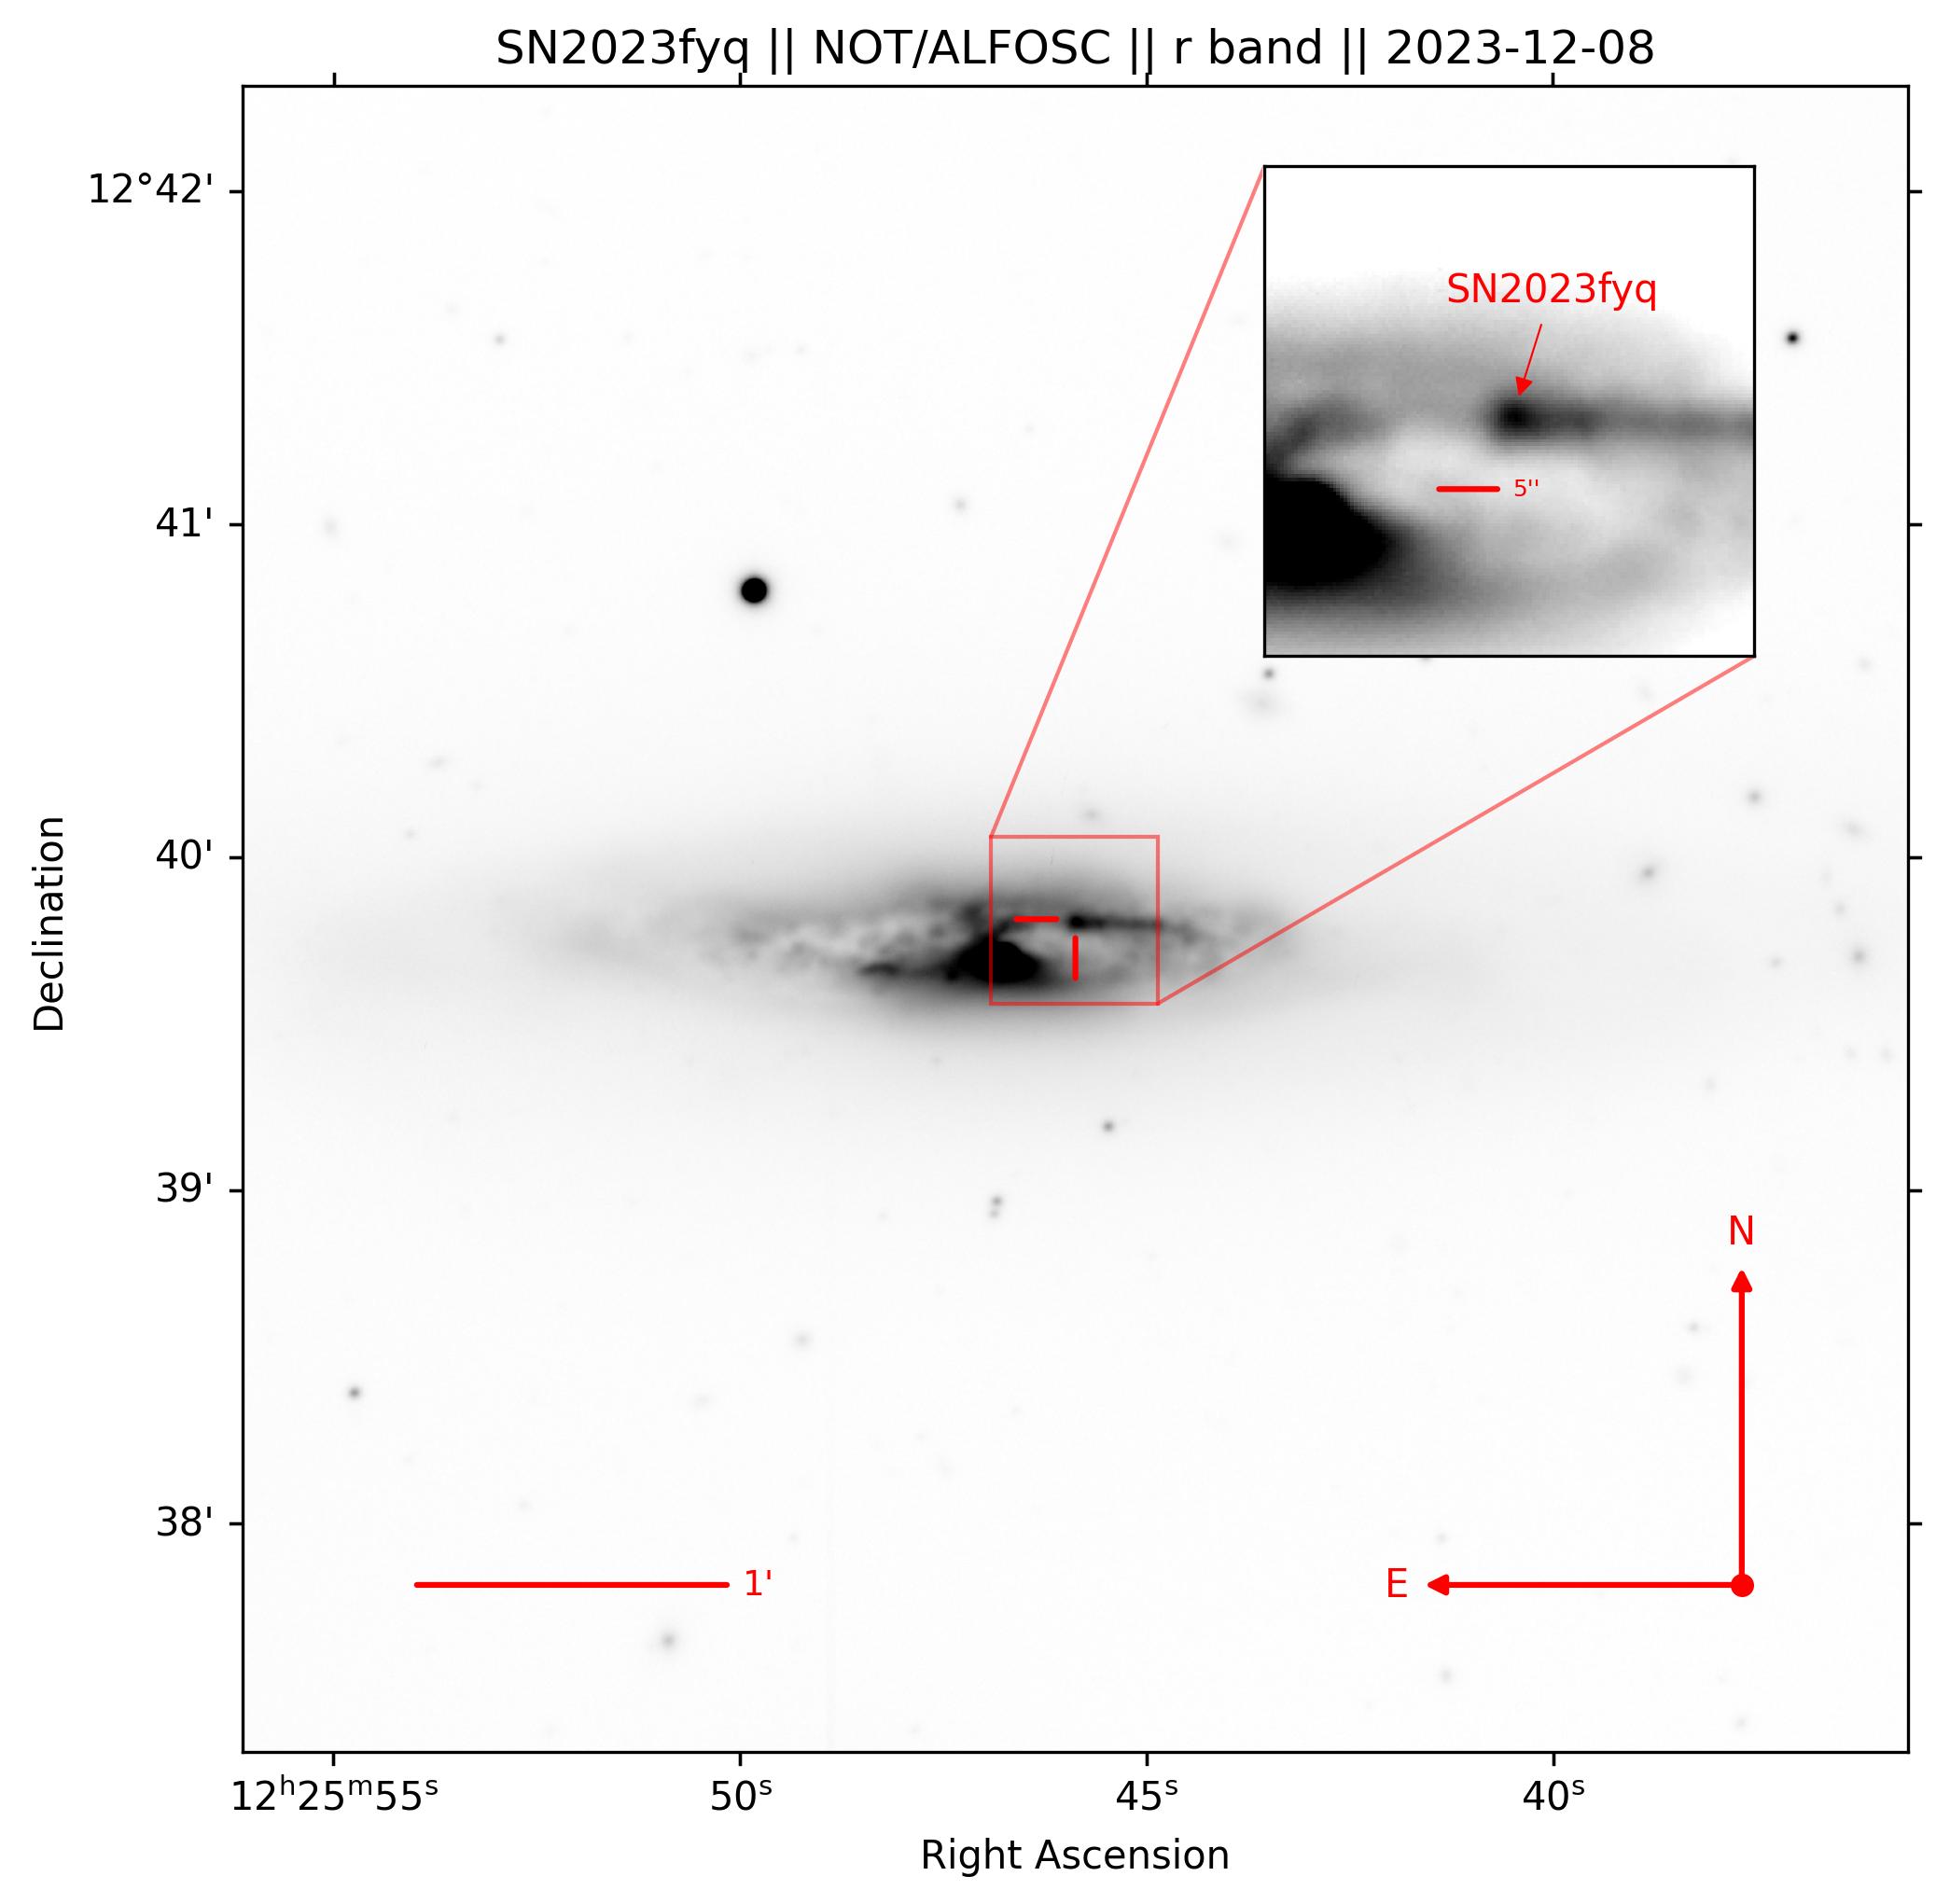 SN2023fyq || NOT/ALFOSC || r band || 2023-12-08
12°42'
SN2023fyq
5''
41'
40'
Declination
39'
N
38'
1'
E
12ʰ25ᵐ55ˢ 50ˢ 45ˢ 40ˢ
Right Ascension